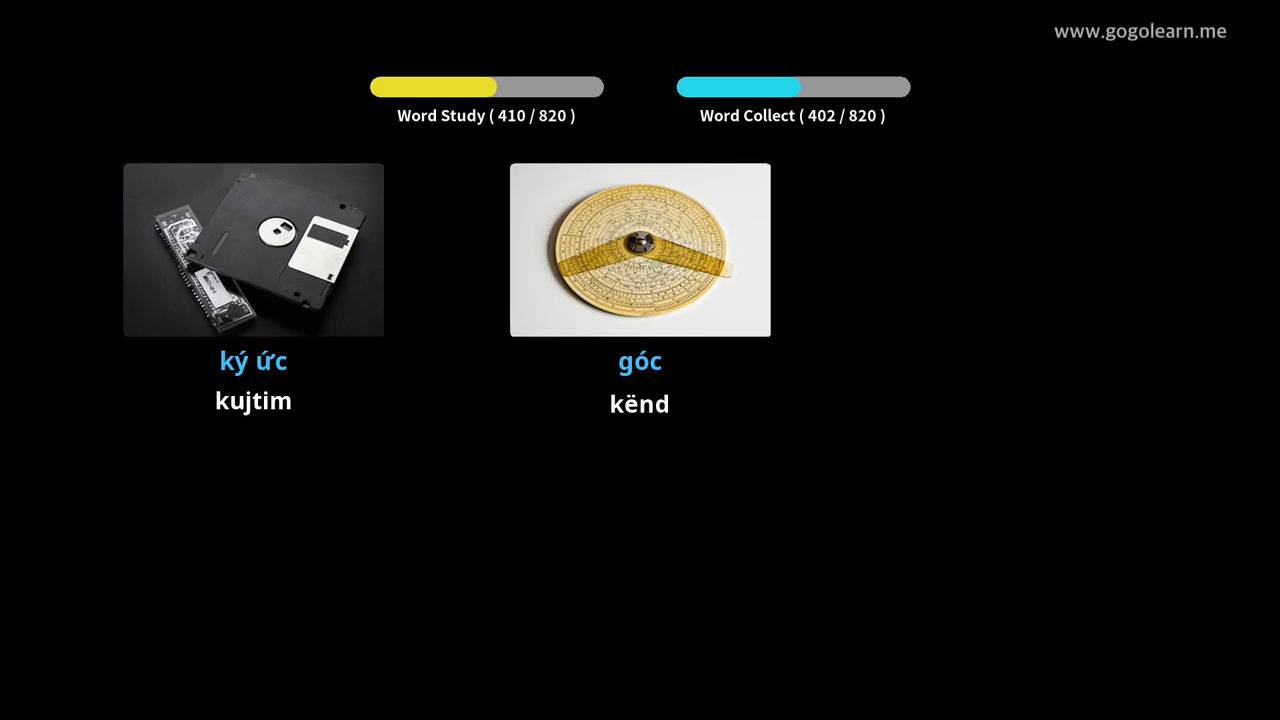 www.gogolearn.me
Word Study ( 410 / 820 )
Word Collect ( 402 / 820 )
ký ức
kujtim
góc
kënd